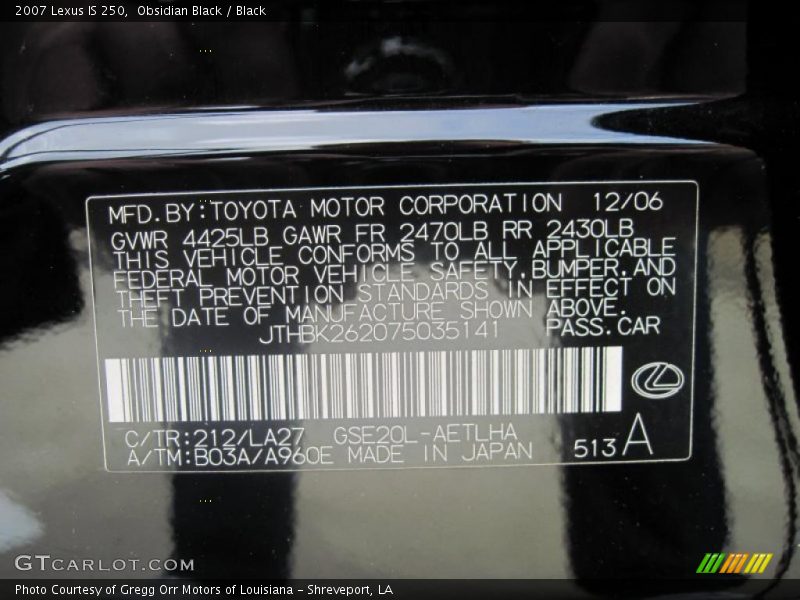 2007 Lexus IS 250,  Obsidian Black / Black
MFD.BY:TOYOTA MOTOR CORPORATION 12/06
GVWR 4425LB GAWR FR 2470LB RR 2430LB
THIS VEHICLE CONFORMS TO ALL APPLICABLE
FEDERAL MOTOR VEHICLE SAFETY,BUMPER,AND
THEFT PREVENTION STANDARDS IN EFFECT ON
THE DATE OF MANUFACTURE SHOWN ABOVE.
JTHBK262075035141 PASS.CAR
C/TR:212/LA27 GSE20L-AETLHA
A/TM:B03A/A960E MADE IN JAPAN 513 A
GTCARLOT.COM
Photo Courtesy of Gregg Orr Motors of Louisiana - Shreveport, LA